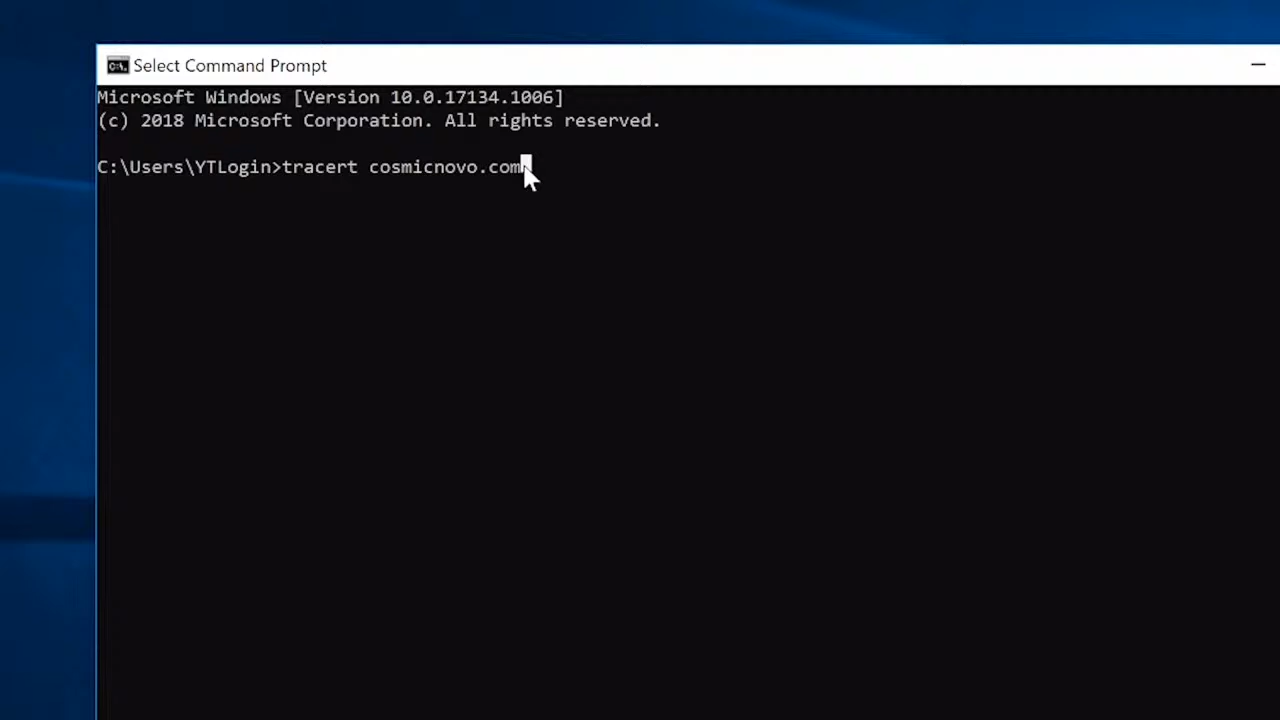 Select Command Prompt
Microsoft Windows [Version 10.0.17134.1006]
(c) 2018 Microsoft Corporation. All rights reserved.
C:\Users\YTLogin>tracert cosmicnovo.com